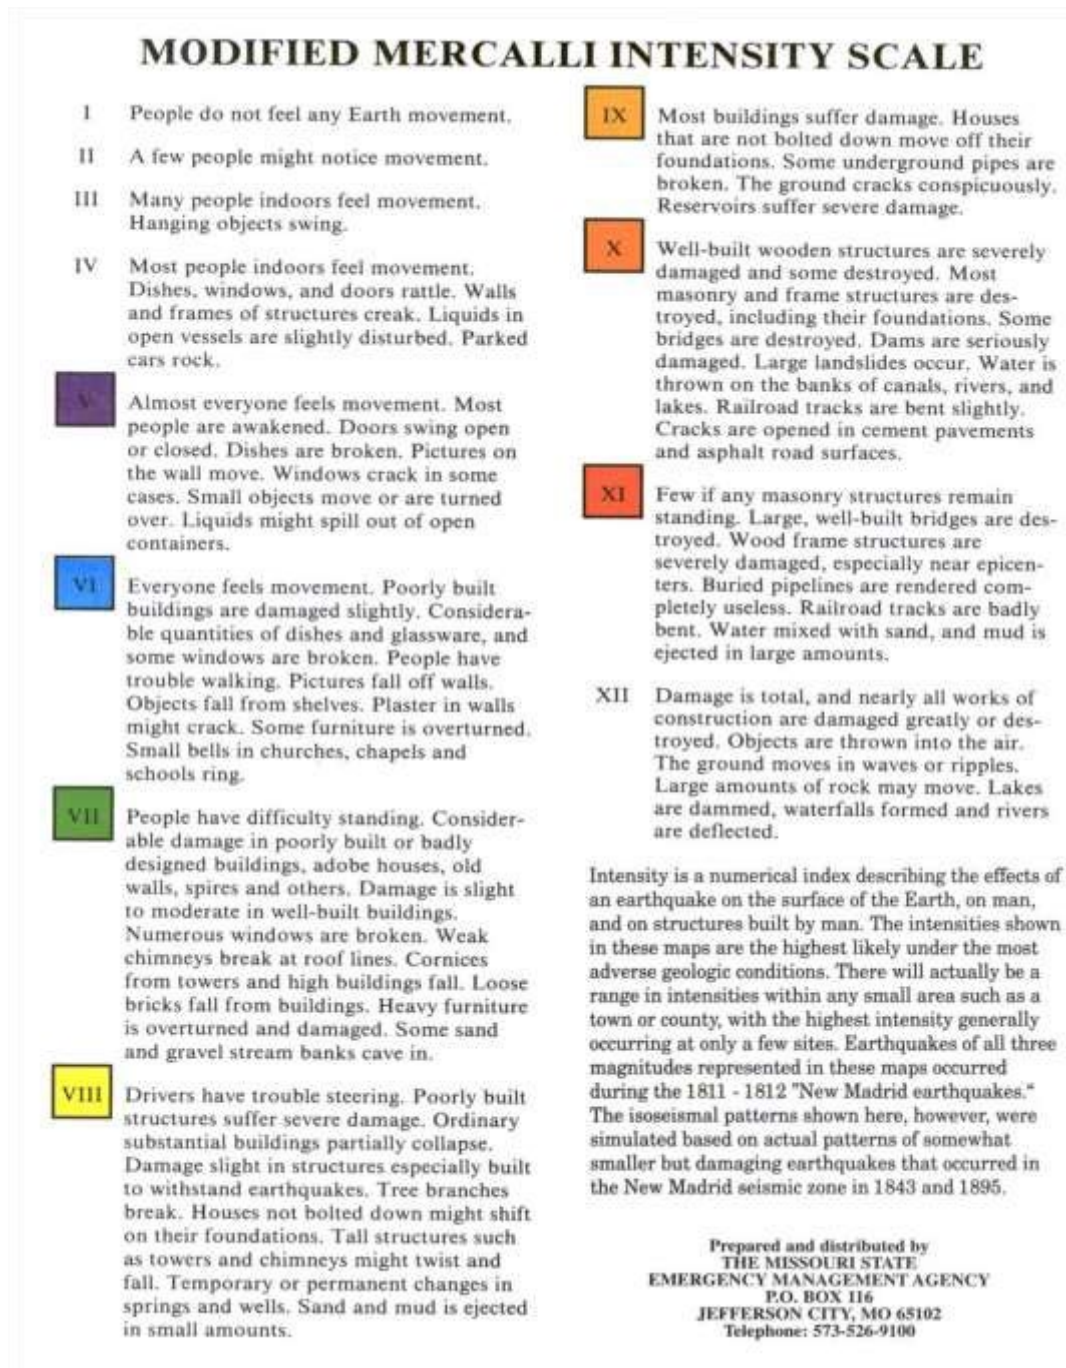 MODIFIED MERCALLI INTENSITY SCALE
I People do not feel any Earth movement.
II A few people might notice movement.
III Many people indoors feel movement.
Hanging objects swing.
IV Most people indoors feel movement.
Dishes, windows, and doors rattle. Walls
and frames of structures creak. Liquids in
open vessels are slightly disturbed. Parked
cars rock.
V Almost everyone feels movement. Most
people are awakened. Doors swing open
or closed. Dishes are broken. Pictures on
the wall move. Windows crack in some
cases. Small objects move or are turned
over. Liquids might spill out of open
containers.
VI Everyone feels movement. Poorly built
buildings are damaged slightly. Considera-
ble quantities of dishes and glassware, and
some windows are broken. People have
trouble walking. Pictures fall off walls.
Objects fall from shelves. Plaster in walls
might crack. Some furniture is overturned.
Small bells in churches, chapels and
schools ring.
VII People have difficulty standing. Consider-
able damage in poorly built or badly
designed buildings, adobe houses, old
walls, spires and others. Damage is slight
to moderate in well-built buildings.
Numerous windows are broken. Weak
chimneys break at roof lines. Cornices
from towers and high buildings fall. Loose
bricks fall from buildings. Heavy furniture
is overturned and damaged. Some sand
and gravel stream banks cave in.
VIII Drivers have trouble steering. Poorly built
structures suffer severe damage. Ordinary
substantial buildings partially collapse.
Damage slight in structures especially built
to withstand earthquakes. Tree branches
break. Houses not bolted down might shift
on their foundations. Tall structures such
as towers and chimneys might twist and
fall. Temporary or permanent changes in
springs and wells. Sand and mud is ejected
in small amounts.
IX Most buildings suffer damage. Houses
that are not bolted down move off their
foundations. Some underground pipes are
broken. The ground cracks conspicuously.
Reservoirs suffer severe damage.
X Well-built wooden structures are severely
damaged and some destroyed. Most
masonry and frame structures are des-
troyed, including their foundations. Some
bridges are destroyed. Dams are seriously
damaged. Large landslides occur. Water is
thrown on the banks of canals, rivers, and
lakes. Railroad tracks are bent slightly.
Cracks are opened in cement pavements
and asphalt road surfaces.
XI Few if any masonry structures remain
standing. Large, well-built bridges are des-
troyed. Wood frame structures are
severely damaged, especially near epicen-
ters. Buried pipelines are rendered com-
pletely useless. Railroad tracks are badly
bent. Water mixed with sand, and mud is
ejected in large amounts.
XII Damage is total, and nearly all works of
construction are damaged greatly or des-
troyed. Objects are thrown into the air.
The ground moves in waves or ripples.
Large amounts of rock may move. Lakes
are dammed, waterfalls formed and rivers
are deflected.
Intensity is a numerical index describing the effects of
an earthquake on the surface of the Earth, on man,
and on structures built by man. The intensities shown
in these maps are the highest likely under the most
adverse geologic conditions. There will actually be a
range in intensities within any small area such as a
town or county, with the highest intensity generally
occurring at only a few sites. Earthquakes of all three
magnitudes represented in these maps occurred
during the 1811 - 1812 "New Madrid earthquakes."
The isoseismal patterns shown here, however, were
simulated based on actual patterns of somewhat
smaller but damaging earthquakes that occurred in
the New Madrid seismic zone in 1843 and 1895.
Prepared and distributed by
THE MISSOURI STATE
EMERGENCY MANAGEMENT AGENCY
P.O. BOX 116
JEFFERSON CITY, MO 65102
Telephone: 573-526-9100